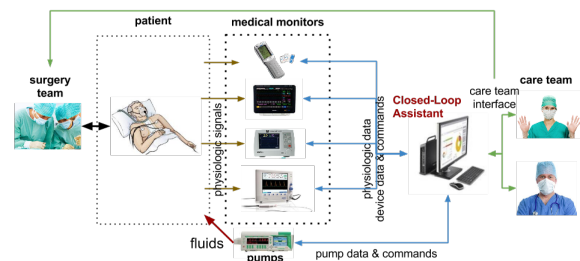 patient
medical monitors
surgery
team
physiologic signals
physiologic data
device data & commands
Closed-Loop
Assistant
care team
interface
care team
fluids
pumps
pump data & commands